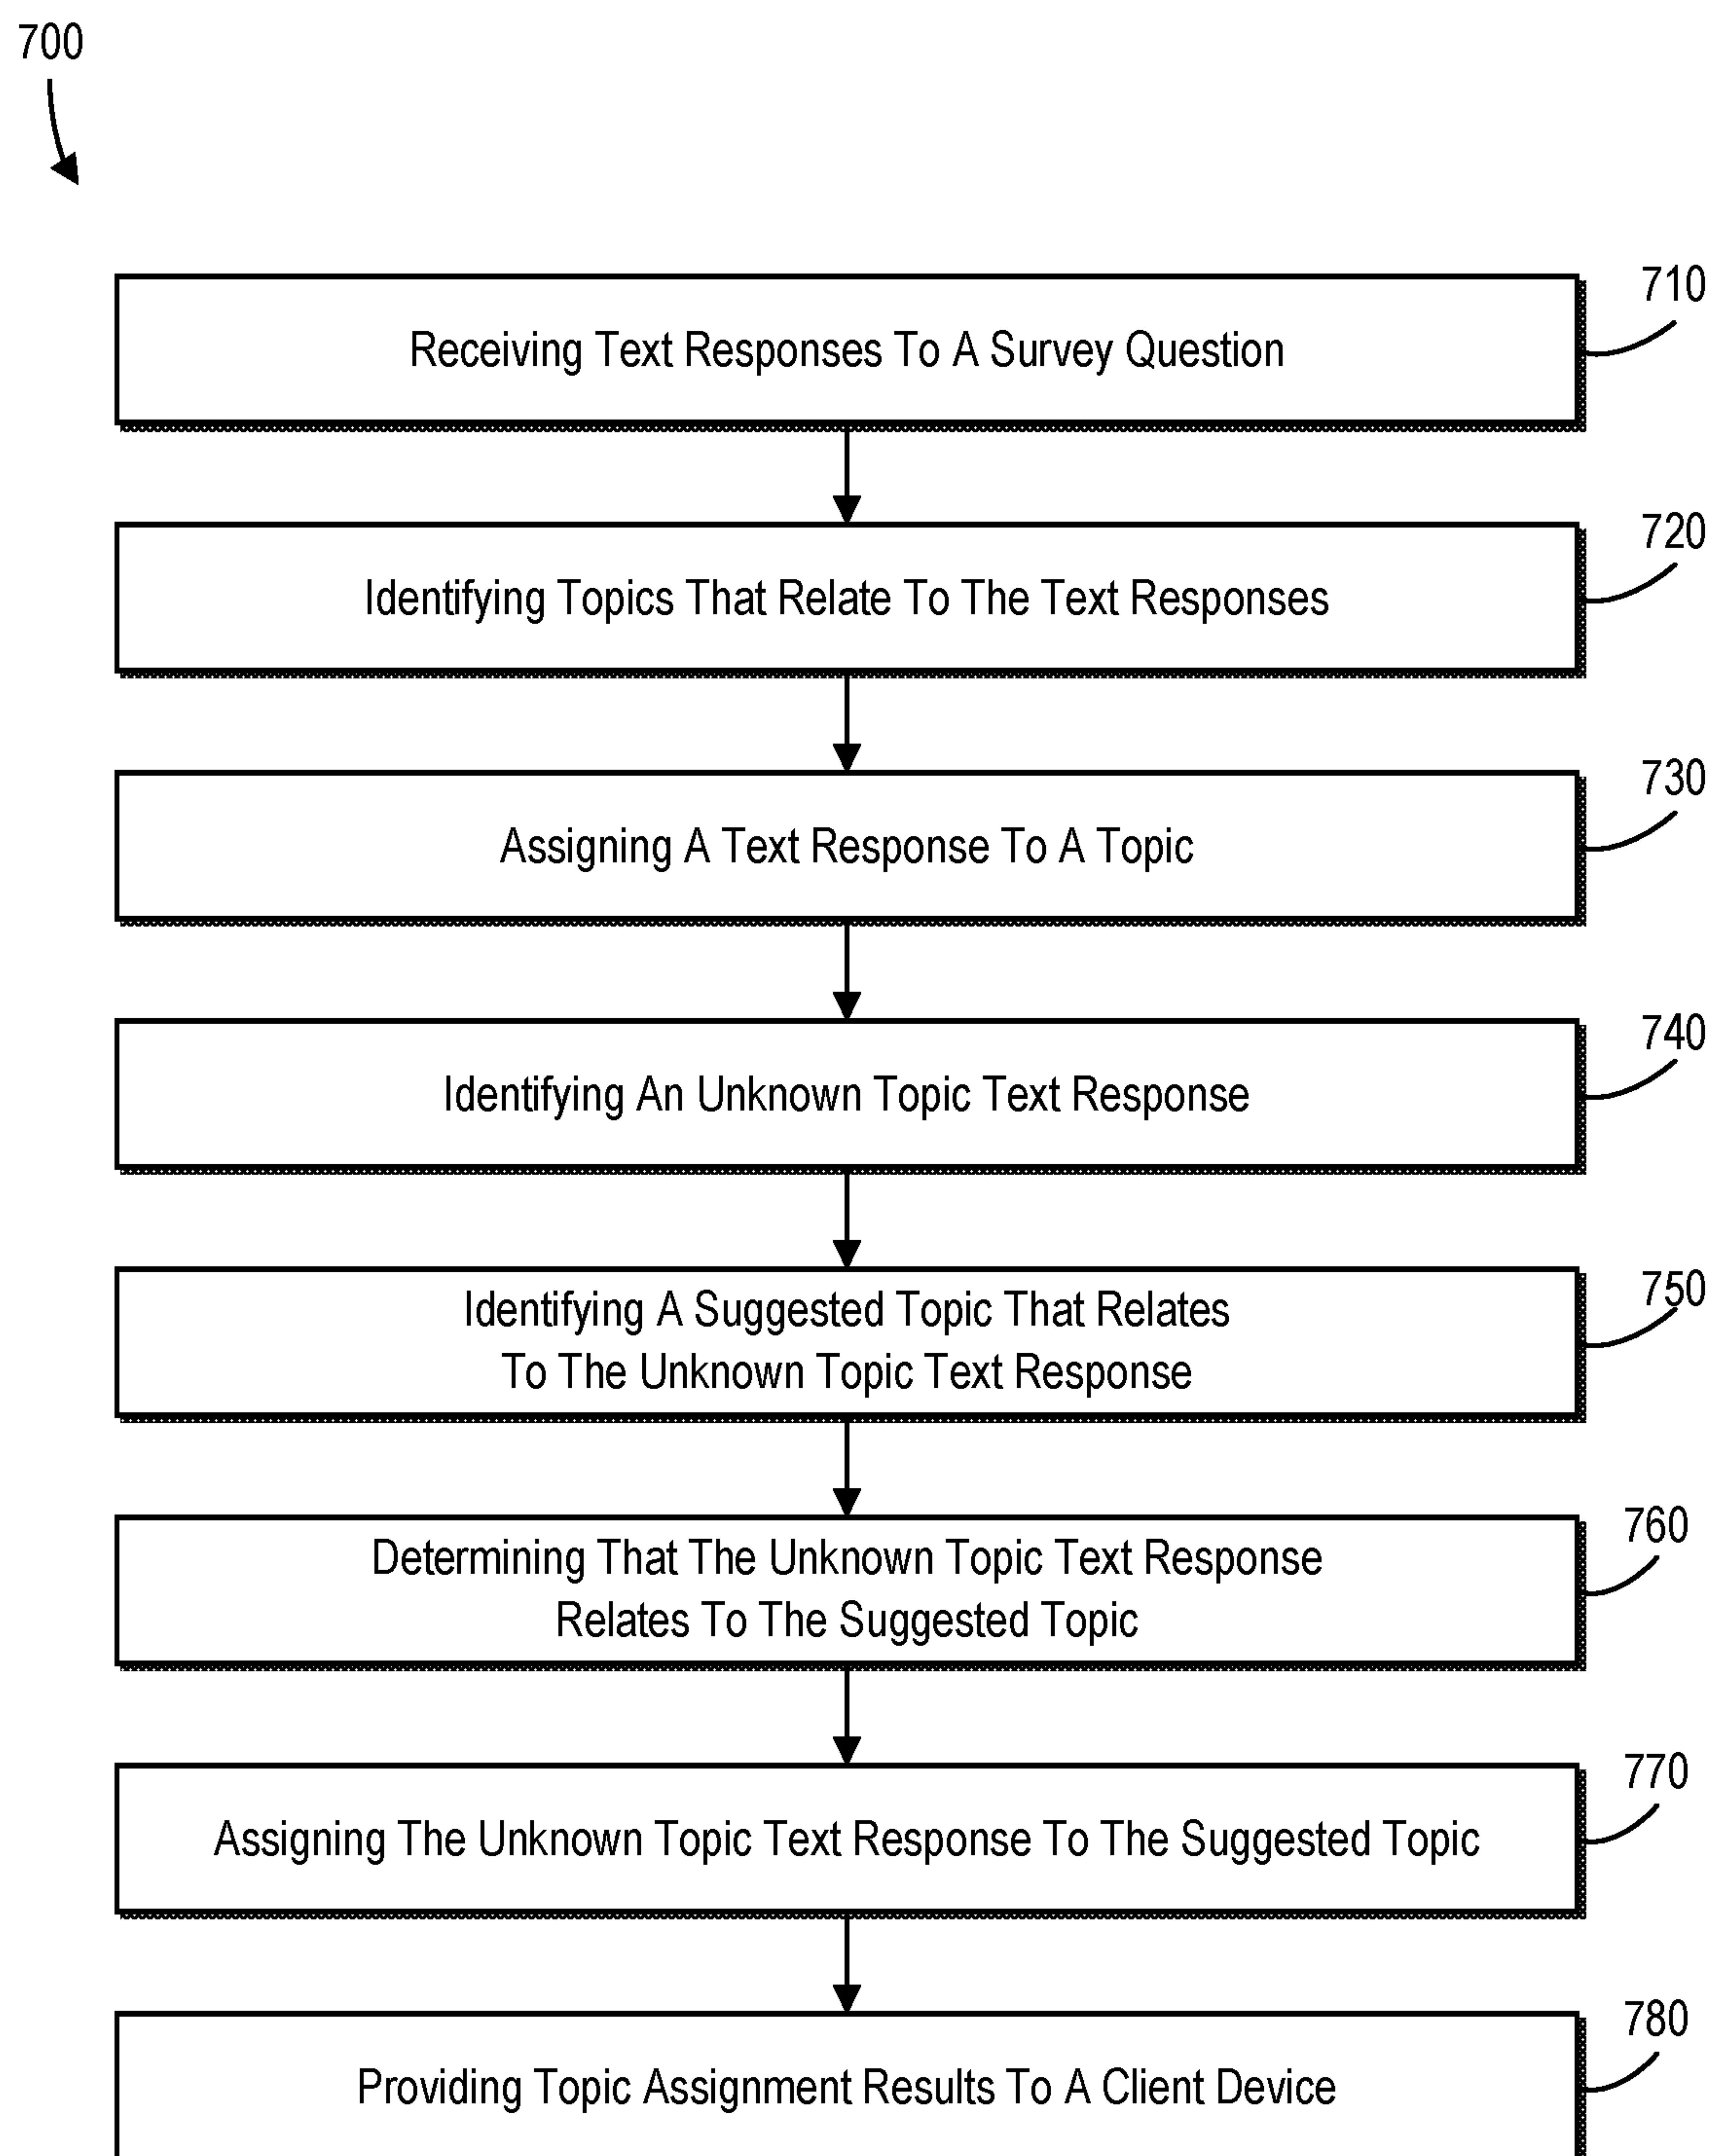 700
710
Receiving Text Responses To A Survey Question
720
Identifying Topics That Relate To The Text Responses
730
Assigning A Text Response To A Topic
740
Identifying An Unknown Topic Text Response
750
Identifying A Suggested Topic That Relates
To The Unknown Topic Text Response
760
Determining That The Unknown Topic Text Response
Relates To The Suggested Topic
770
Assigning The Unknown Topic Text Response To The Suggested Topic
780
Providing Topic Assignment Results To A Client Device